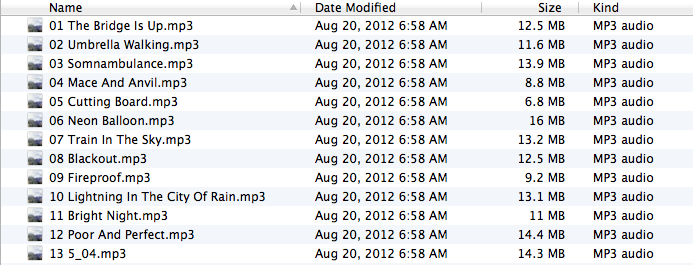 Name Date Modified Size Kind
01 The Bridge Is Up.mp3 Aug 20, 2012 6:58 AM 12.5 MB MP3 audio
02 Umbrella Walking.mp3 Aug 20, 2012 6:58 AM 11.6 MB MP3 audio
03 Somnambulance.mp3 Aug 20, 2012 6:58 AM 13.9 MB MP3 audio
04 Mace And Anvil.mp3 Aug 20, 2012 6:58 AM 8.8 MB MP3 audio
05 Cutting Board.mp3 Aug 20, 2012 6:58 AM 6.8 MB MP3 audio
06 Neon Balloon.mp3 Aug 20, 2012 6:58 AM 16 MB MP3 audio
07 Train In The Sky.mp3 Aug 20, 2012 6:58 AM 13.2 MB MP3 audio
08 Blackout.mp3 Aug 20, 2012 6:58 AM 12.5 MB MP3 audio
09 Fireproof.mp3 Aug 20, 2012 6:58 AM 9.2 MB MP3 audio
10 Lightning In The City Of Rain.mp3 Aug 20, 2012 6:58 AM 13.1 MB MP3 audio
11 Bright Night.mp3 Aug 20, 2012 6:58 AM 11 MB MP3 audio
12 Poor And Perfect.mp3 Aug 20, 2012 6:58 AM 14.4 MB MP3 audio
13 5_04.mp3 Aug 20, 2012 6:58 AM 14.3 MB MP3 audio